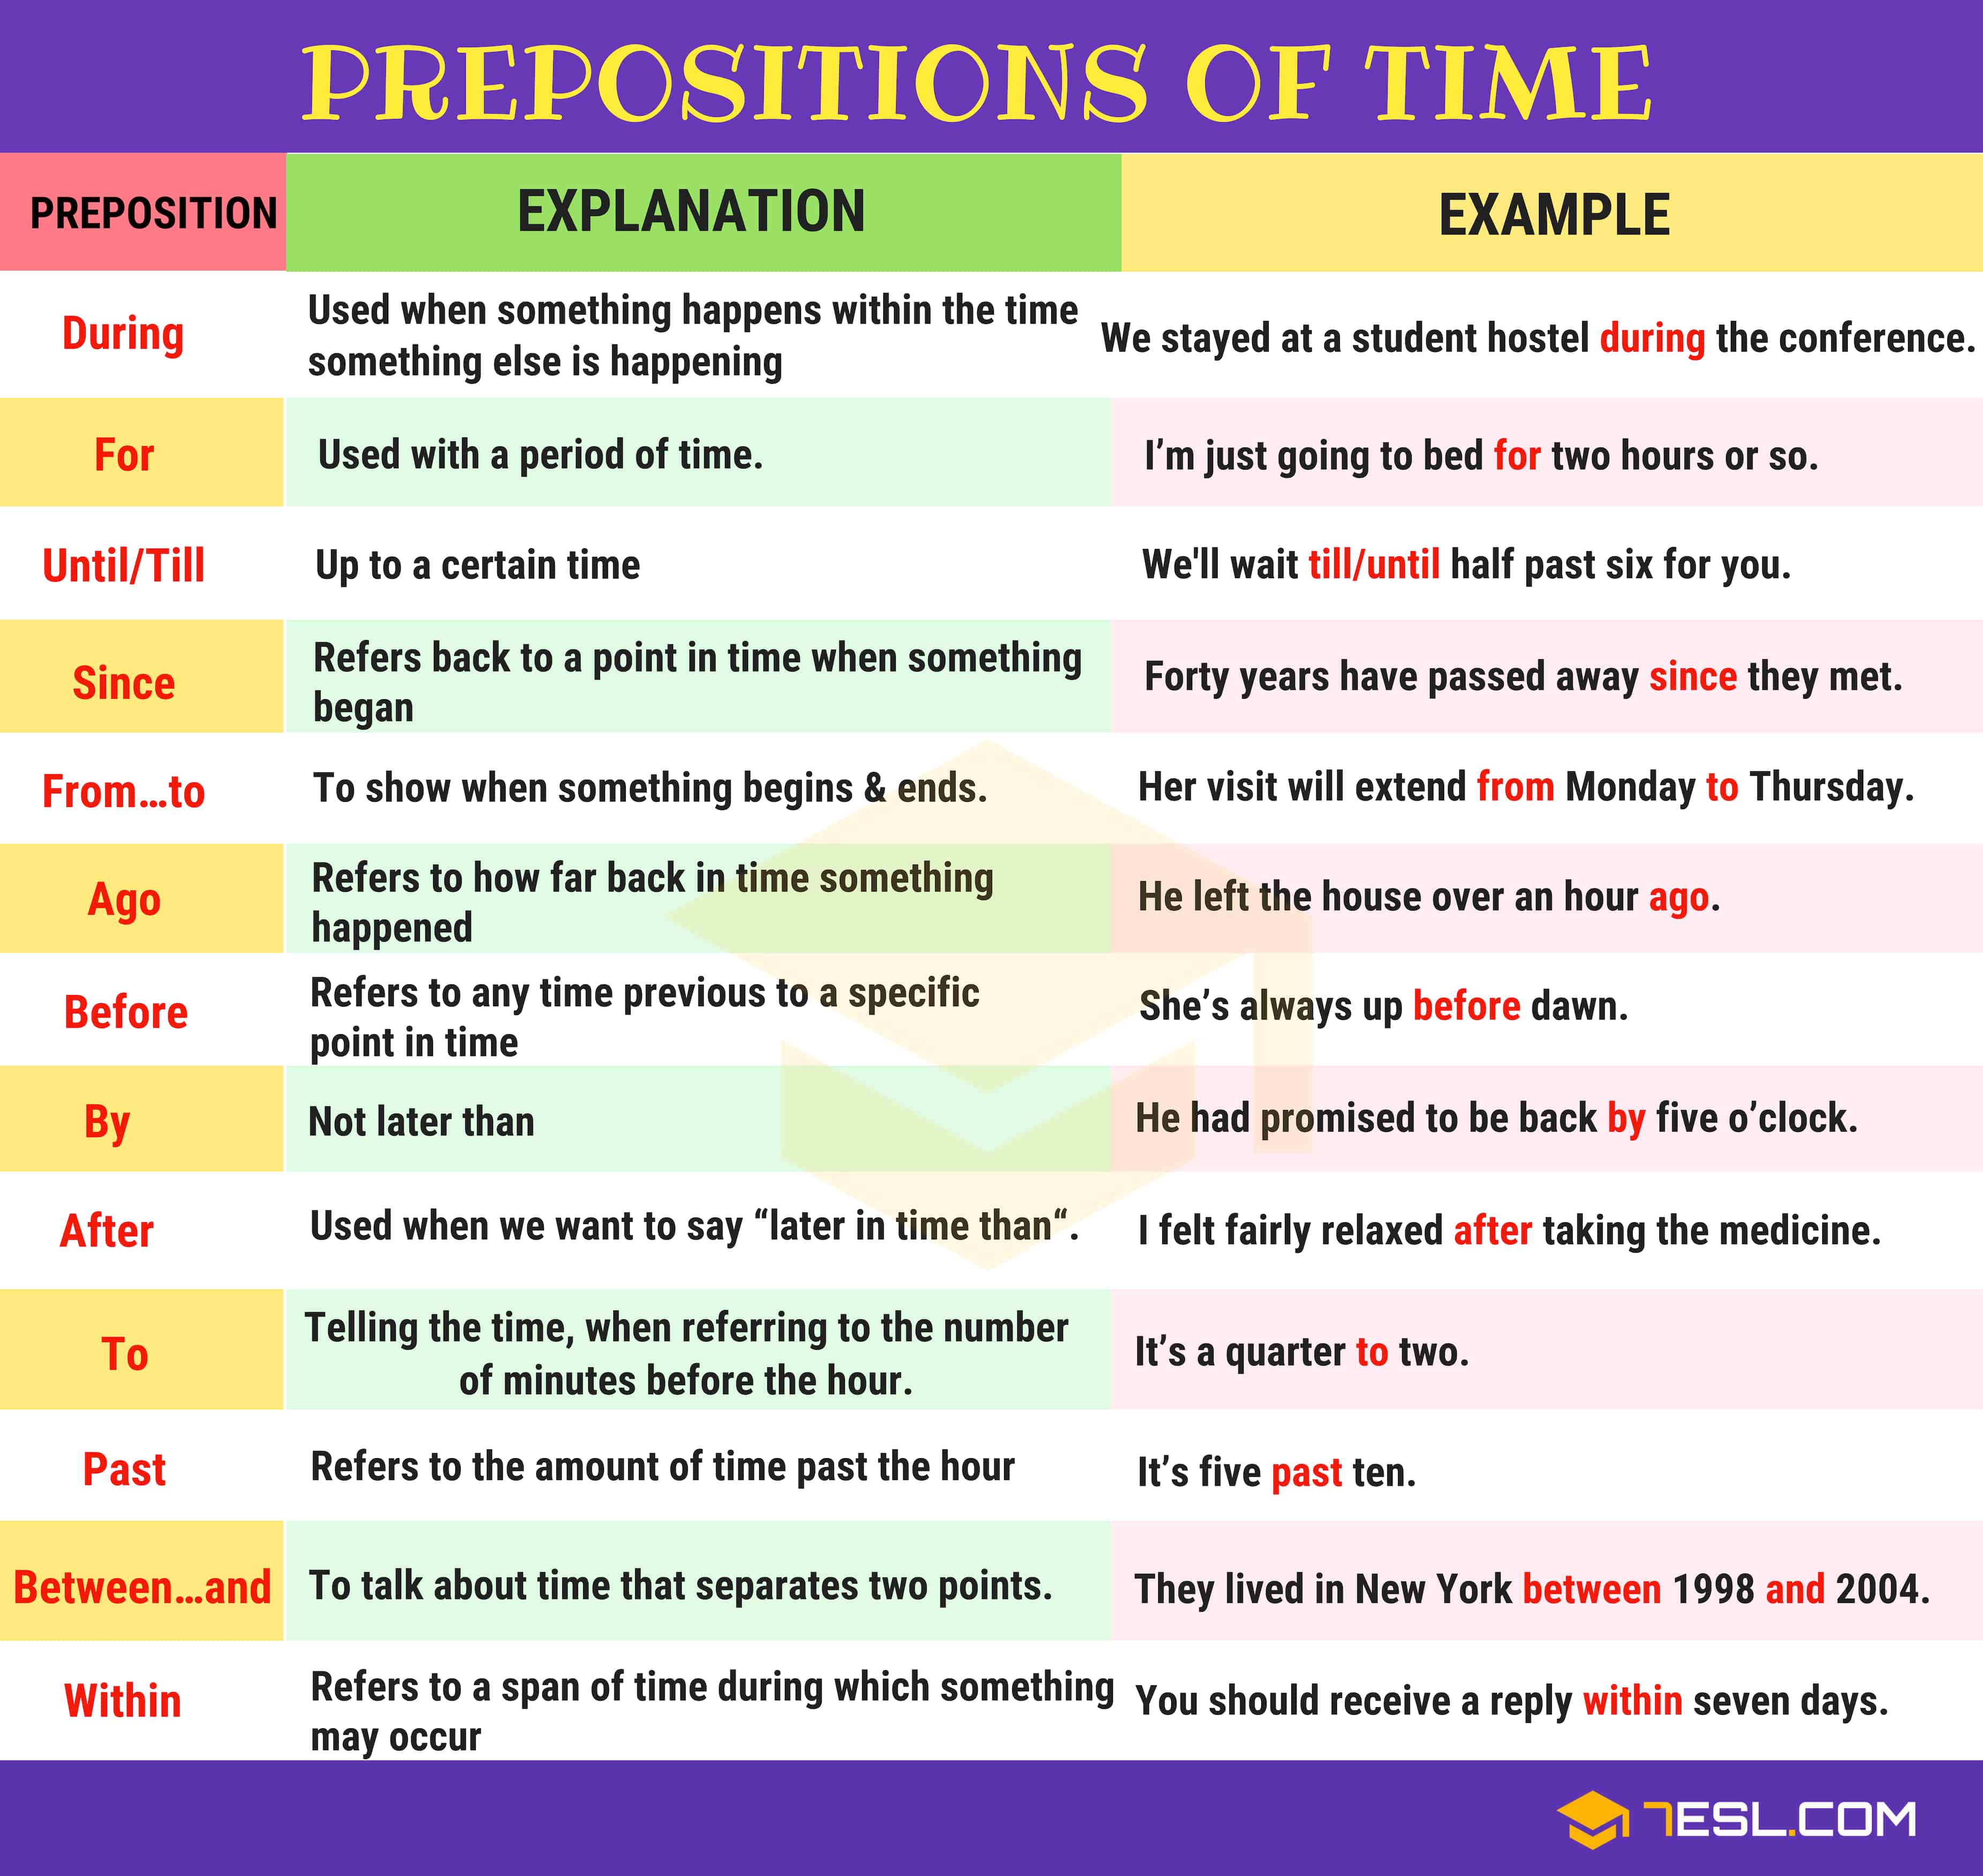 PREPOSITIONS OF TIME
PREPOSITION EXPLANATION EXAMPLE
During
Used when something happens within the time
something else is happening
We stayed at a student hostel during the conference.
For
Used with a period of time.
I’m just going to bed for two hours or so.
Until/Till
Up to a certain time
We'll wait till/until half past six for you.
Since
Refers back to a point in time when something
began
Forty years have passed away since they met.
From...to
To show when something begins & ends.
Her visit will extend from Monday to Thursday.
Ago
Refers to how far back in time something
happened
He left the house over an hour ago.
Before
Refers to any time previous to a specific
point in time
She’s always up before dawn.
By
Not later than
He had promised to be back by five o’clock.
After
Used when we want to say “later in time than“.
I felt fairly relaxed after taking the medicine.
To
Telling the time, when referring to the number
of minutes before the hour.
It’s a quarter to two.
Past
Refers to the amount of time past the hour
It’s five past ten.
Between...and
To talk about time that separates two points.
They lived in New York between 1998 and 2004.
Within
Refers to a span of time during which something
may occur
You should receive a reply within seven days.
7ESL.COM